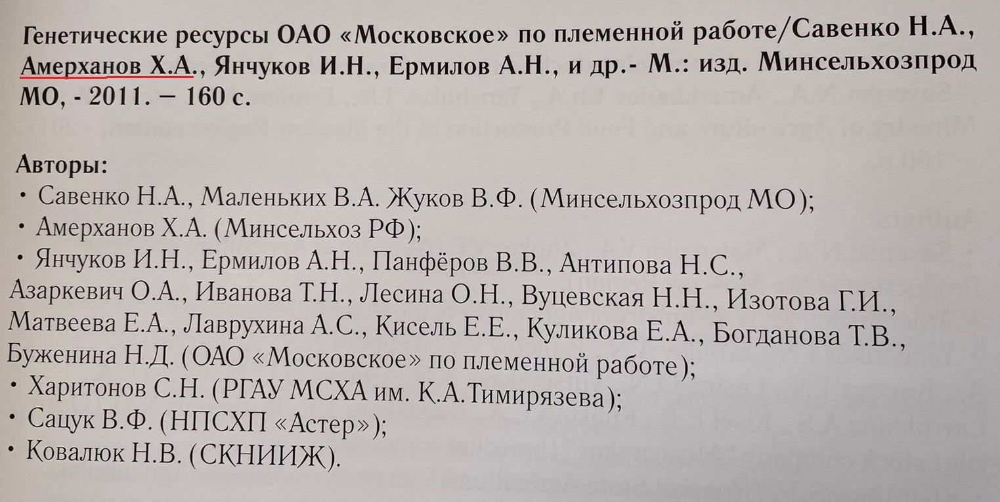 Генетические ресурсы ОАО «Московское» по племенной работе/Савенко Н.А.,
Амерханов Х.А., Янчуков И.Н., Ермилов А.Н., и др.- М.: изд. Минсельхозпрод
МО, - 2011. – 160 с.
Авторы:
• Савенко Н.А., Маленьких В.А. Жуков В.Ф. (Минсельхозпрод МО);
• Амерханов Х.А. (Минсельхоз РФ);
• Янчуков И.Н., Ермилов А.Н., Панфёров В.В., Антипова Н.С.,
Азаркевич О.А., Иванова Т.Н., Лесина О.Н., Вуцевская Н.Н., Изотова Г.И.,
Матвеева Е.А., Лаврухина А.С., Кисель Е.Е., Куликова Е.А., Богданова Т.В.,
Буженина Н.Д. (ОАО «Московское» по племенной работе);
• Харитонов С.Н. (РГАУ МСХА им. К.А.Тимирязева);
• Сацук В.Ф. (НПСХП «Астер»);
• Ковалюк Н.В. (СКНИИЖ).